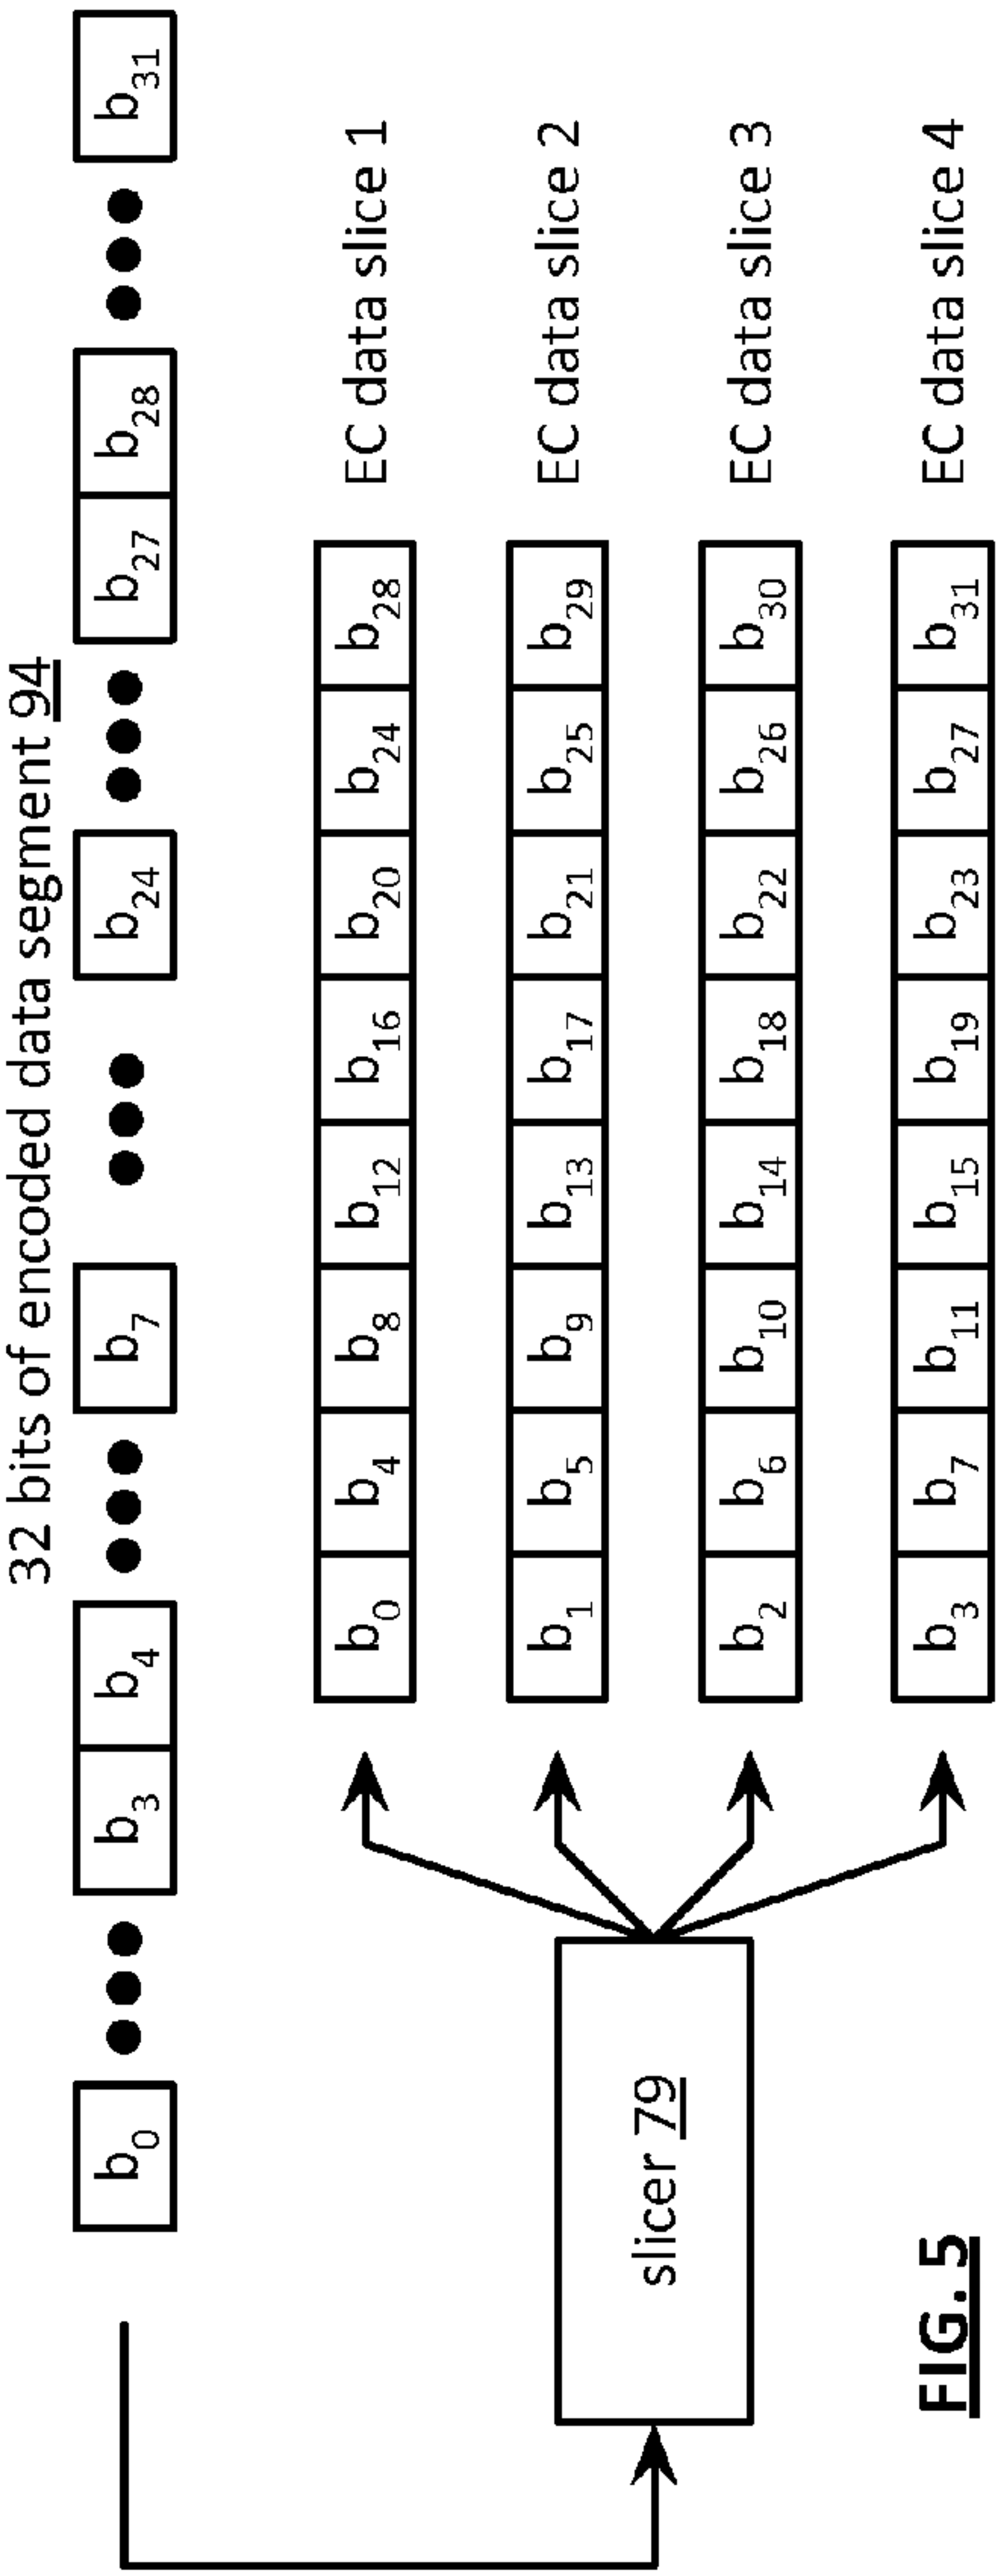 32 bits of encoded data segment 94
b0 ●●● b3 b4 ●●● b7 ●●● b24 ●●● b27 b28 ●●● b31
b0 b4 b8 b12 b16 b20 b24 b28 EC data slice 1
b1 b5 b9 b13 b17 b21 b25 b29 EC data slice 2
slicer 79
b2 b6 b10 b14 b18 b22 b26 b30 EC data slice 3
b3 b7 b11 b15 b19 b23 b27 b31 EC data slice 4
FIG. 5